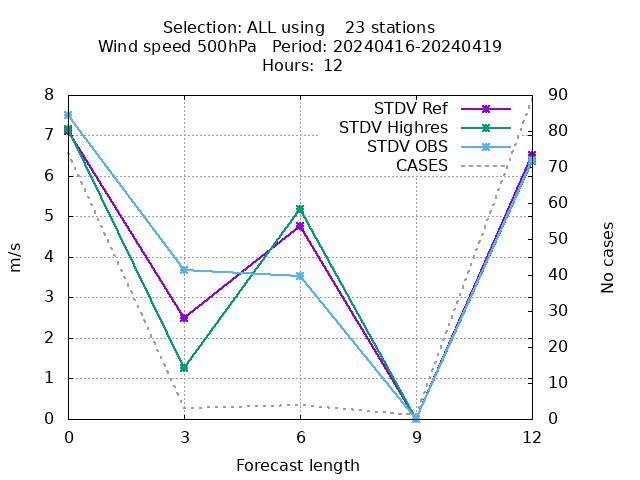 Selection: ALL using    23 stations
Wind speed 500hPa   Period: 20240416-20240419
Hours: 12
STDV Ref
STDV Highres
STDV OBS
CASES
8
7
6
5
4
3
2
1
0
m/s
90
80
70
60
50
40
30
20
10
0
No cases
0 3 6 9 12
Forecast length